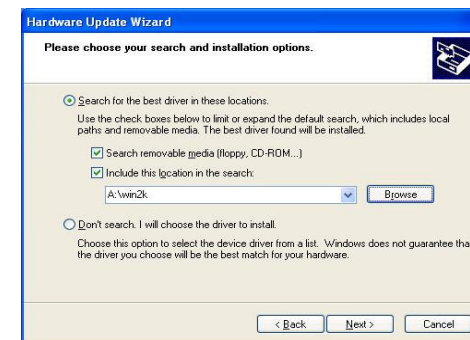 Hardware Update Wizard
Please choose your search and installation options.
Search for the best driver in these locations.
Use the check boxes below to limit or expand the default search, which includes local
paths and removable media. The best driver found will be installed.
Search removable media (floppy, CD-ROM...)
Include this location in the search:
A:\win2k
Browse
Don't search. I will choose the driver to install.
Choose this option to select the device driver from a list. Windows does not guarantee tha
the driver you choose will be the best match for your hardware.
< Back Next > Cancel